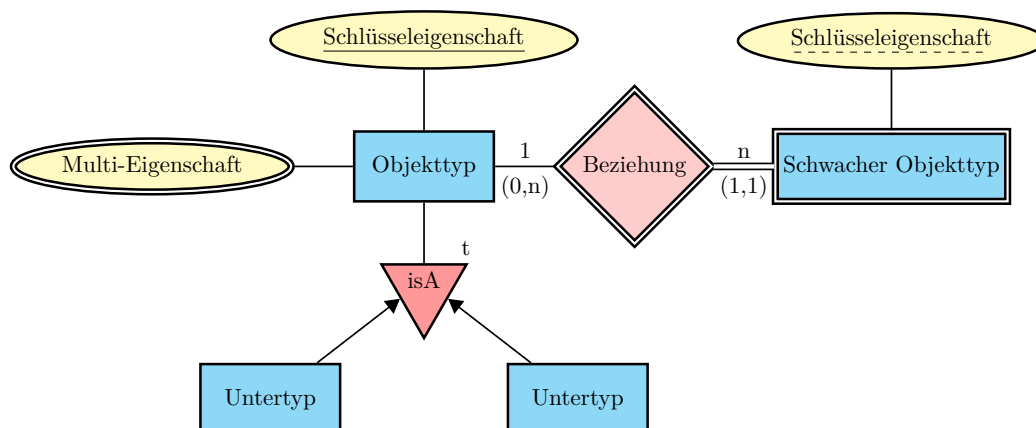 Schlüsseleigenschaft
Schlüsseleigenschaft
Multi-Eigenschaft
Objekttyp
1
(0,n)
Beziehung
n
(1,1)
Schwacher Objekttyp
t
isA
Untertyp
Untertyp